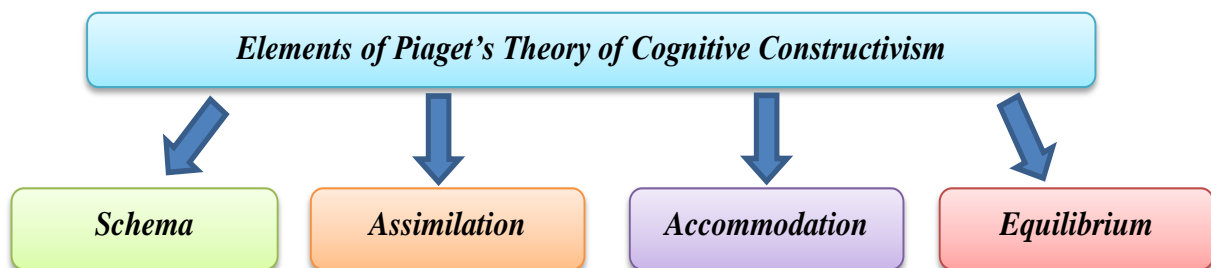 Elements of Piaget’s Theory of Cognitive Constructivism
Schema
Assimilation
Accommodation
Equilibrium